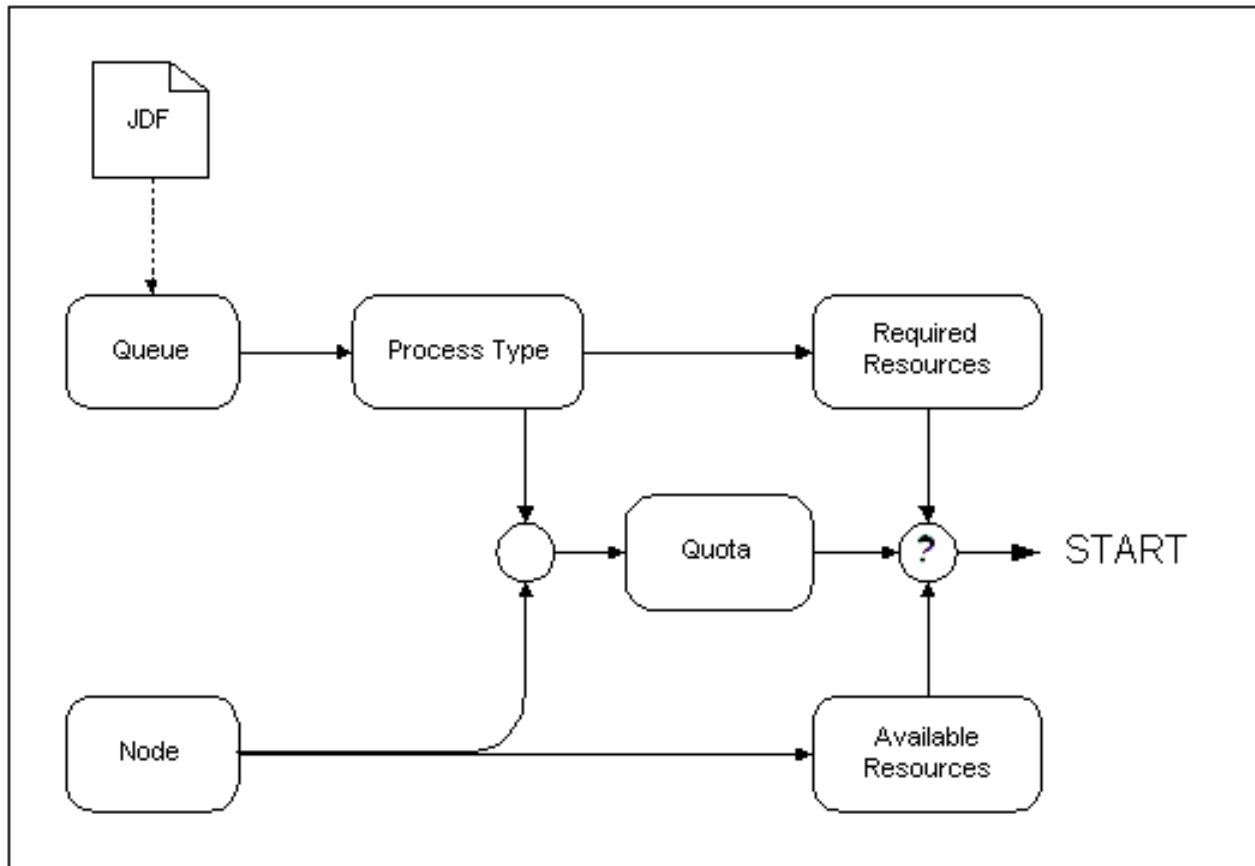 JDF
Queue
Process Type
Required
Resources
Quota
?
START
Node
Available
Resources